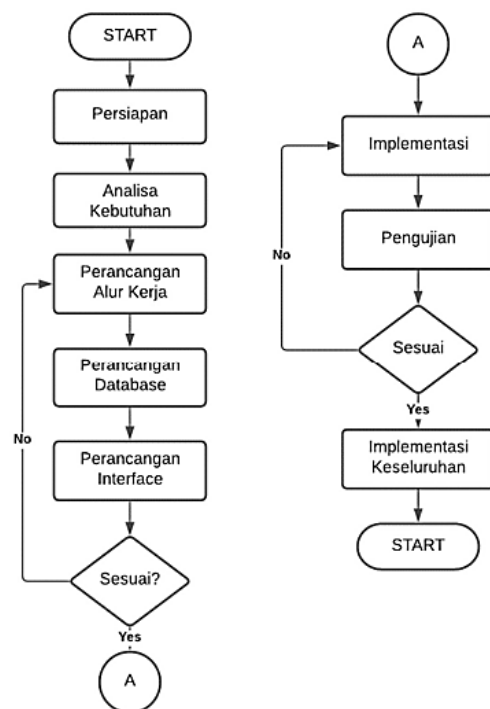 START
Persiapan
Analisa
Kebutuhan
Perancangan
Alur Kerja
Perancangan
Database
No
Perancangan
Interface
Sesuai?
Yes
A
A
Implementasi
Pengujian
No
Sesuai
Yes
Implementasi
Keseluruhan
START